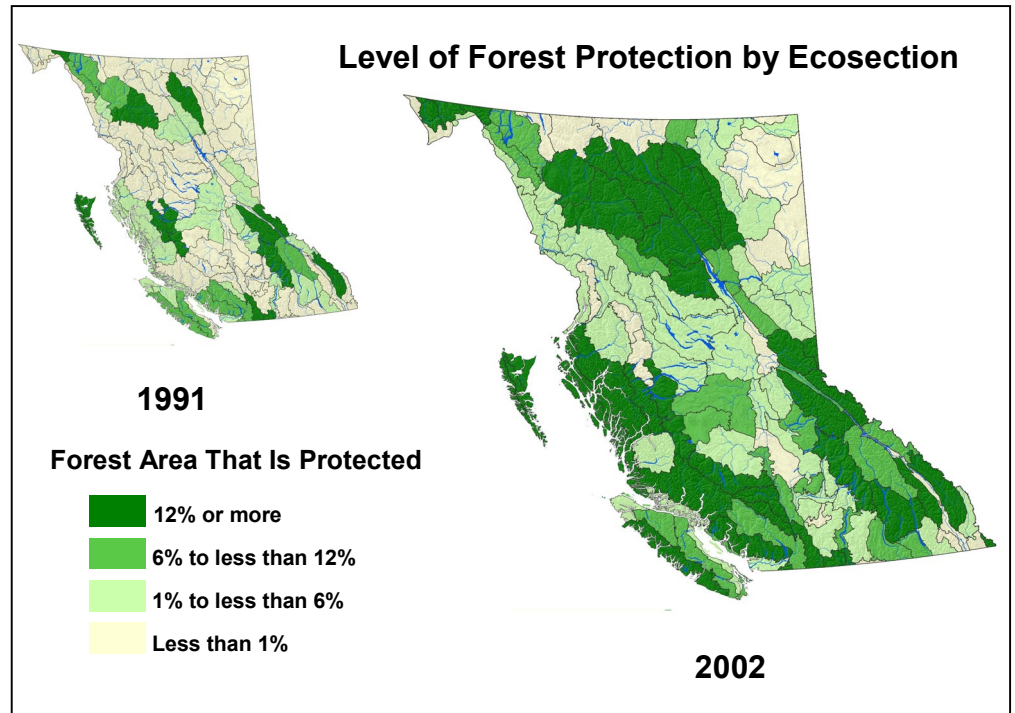 Level of Forest Protection by Ecosection
1991
Forest Area That Is Protected
12% or more
6% to less than 12%
1% to less than 6%
Less than 1%
2002